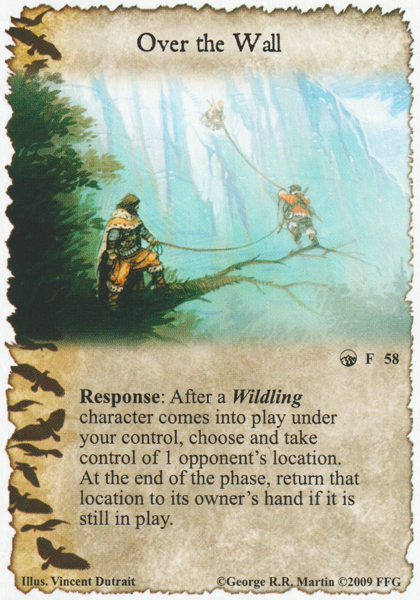 Over the Wall
F 58
Response: After a Wildling
character comes into play under
your control, choose and take
control of 1 opponent's location.
At the end of the phase, return that
location to its owner's hand if it is
still in play.
Illus. Vincent Dutrait ©George R.R. Martin ©2009 FFG